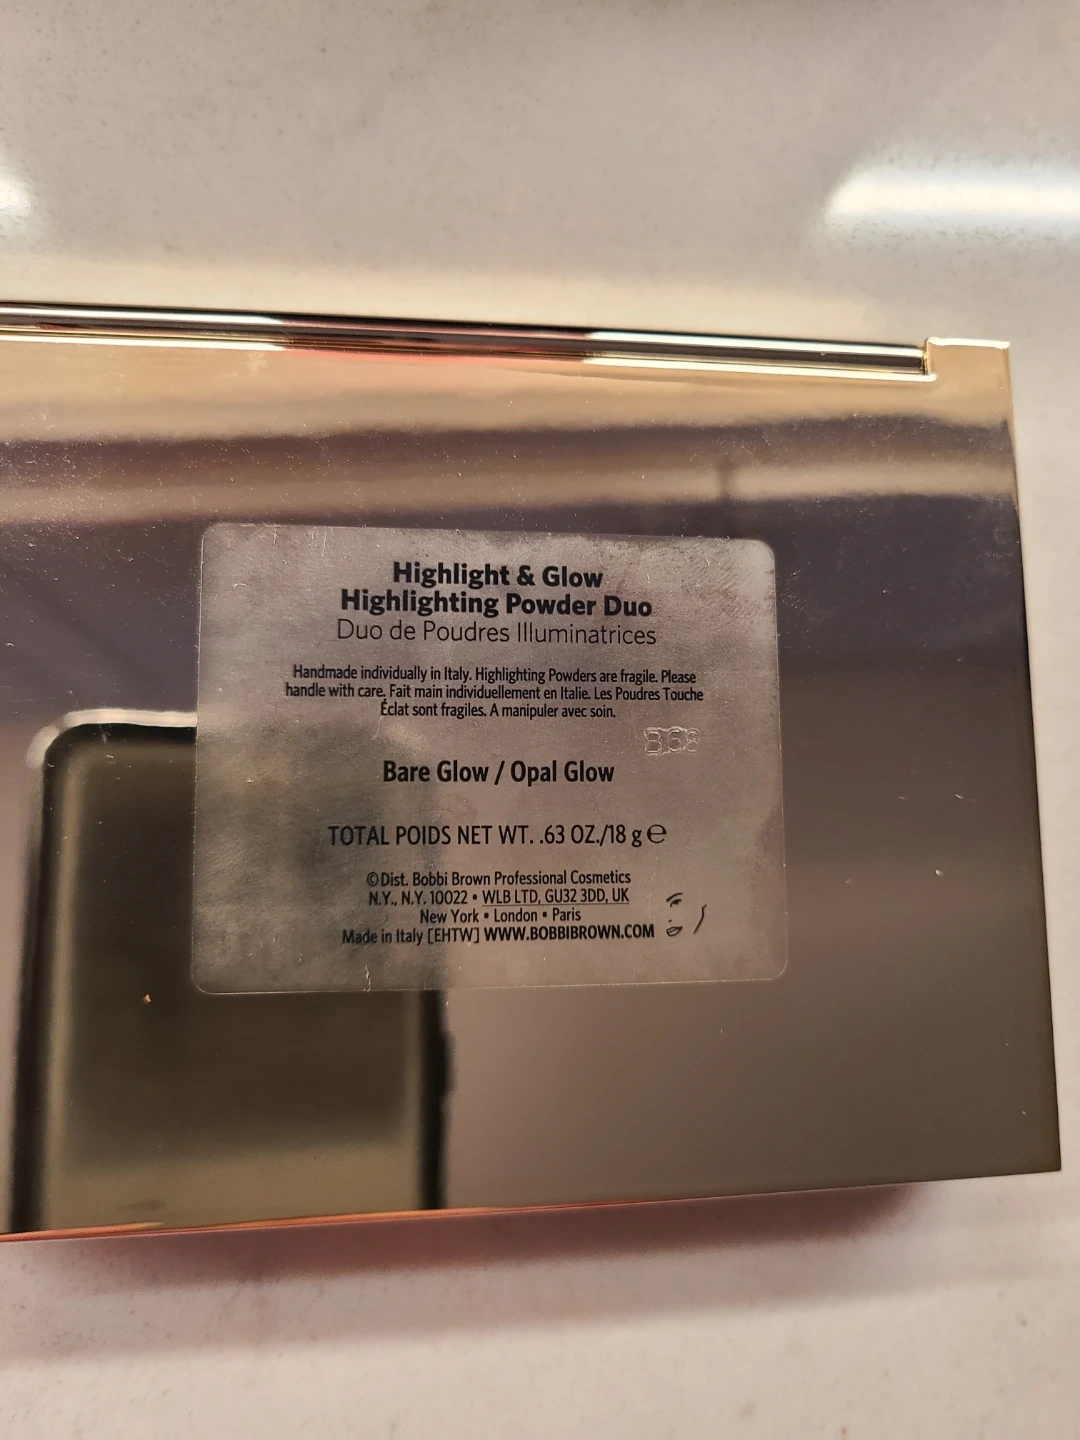 Highlight & Glow
Highlighting Powder Duo
Duo de Poudres Illuminatrices
Handmade individually in Italy. Highlighting Powders are fragile. Please
handle with care. Fait main individuellement en Italie. Les Poudres Touche
Éclat sont fragiles. A manipuler avec soin.
B68
Bare Glow / Opal Glow
TOTAL POIDS NET WT. .63 OZ./18 g ℮
©Dist. Bobbi Brown Professional Cosmetics
N.Y., N.Y. 10022 • WLB LTD, GU32 3DD, UK
New York • London • Paris
Made in Italy [EHTW] WWW.BOBBIBROWN.COM